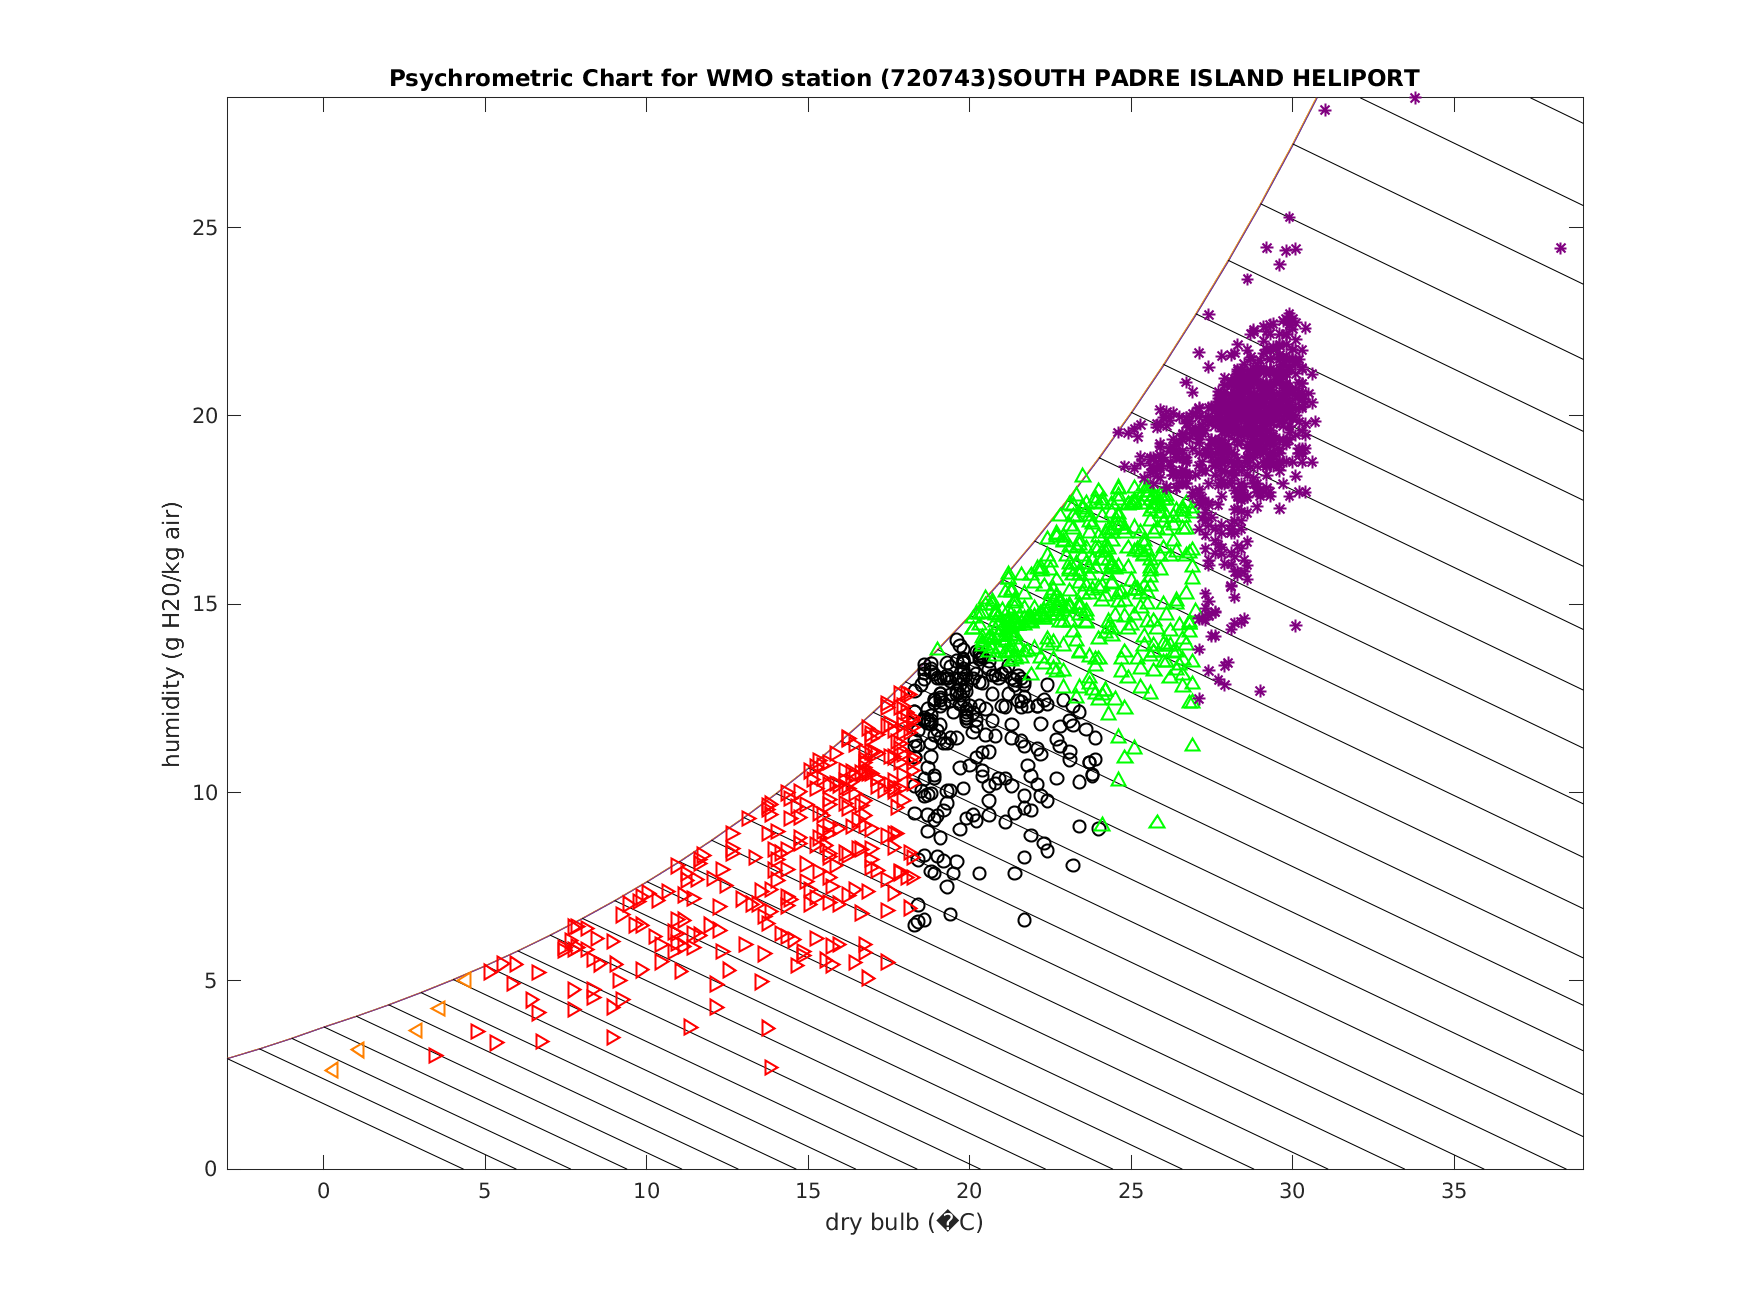 Psychrometric Chart for WMO station (720743)SOUTH PADRE ISLAND HELIPORT
25
20
15
10
5
0
humidity (g H20/kg air)
0 5 10 15 20 25 30 35
dry bulb (�C)